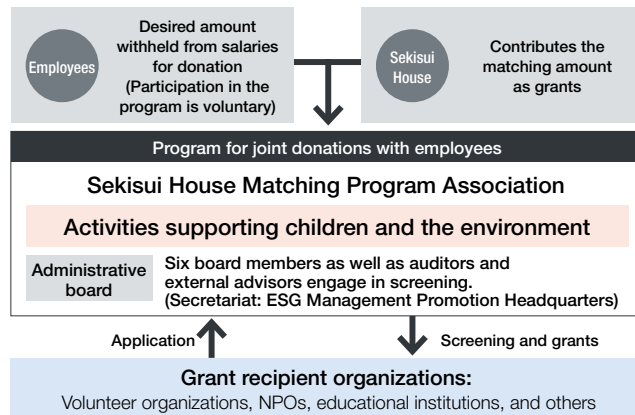 Employees
Desired amount
withheld from salaries
for donation
(Participation in the
program is voluntary)
Sekisui
House
Contributes the
matching amount
as grants
Program for joint donations with employees
Sekisui House Matching Program Association
Activities supporting children and the environment
Administrative
board
Six board members as well as auditors and
external advisors engage in screening.
(Secretariat: ESG Management Promotion Headquarters)
Application
Screening and grants
Grant recipient organizations:
Volunteer organizations, NPOs, educational institutions, and others